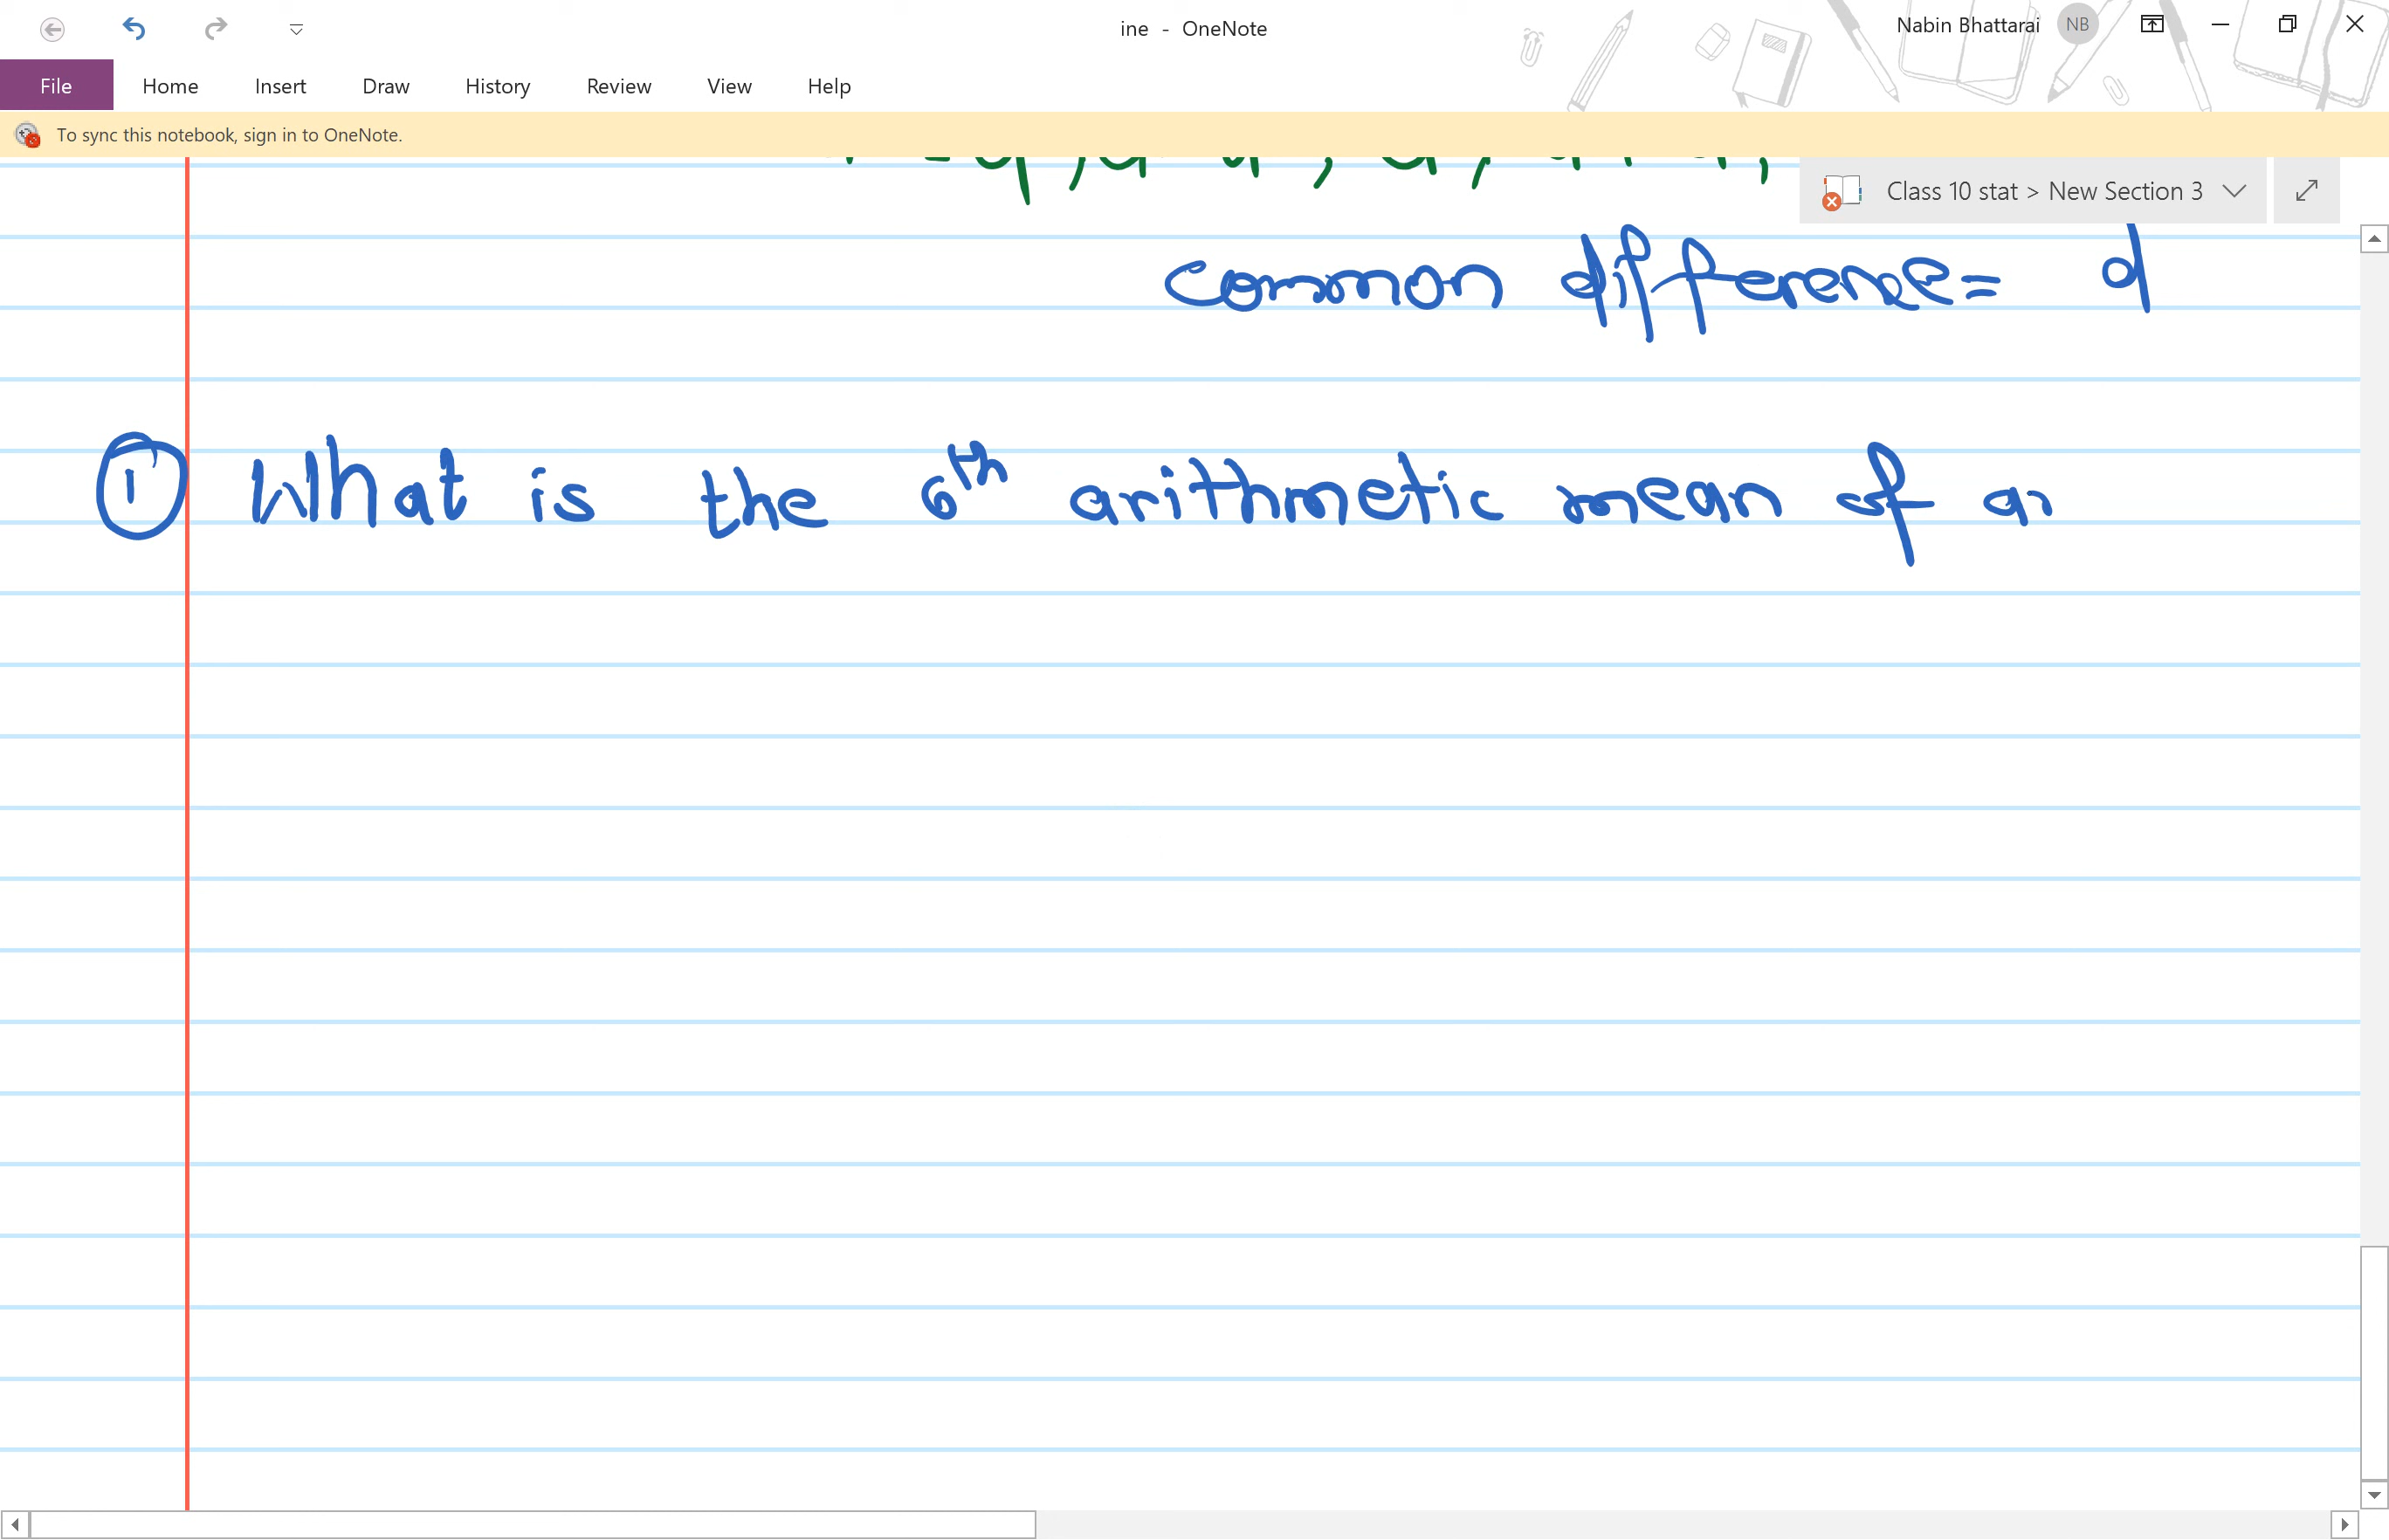 ine - OneNote
Nabin Bhattarai NB
File Home Insert Draw History Review View Help
To sync this notebook, sign in to OneNote.
Class 10 stat > New Section 3
common difference = d
① What is the 6th arithmetic mean of an